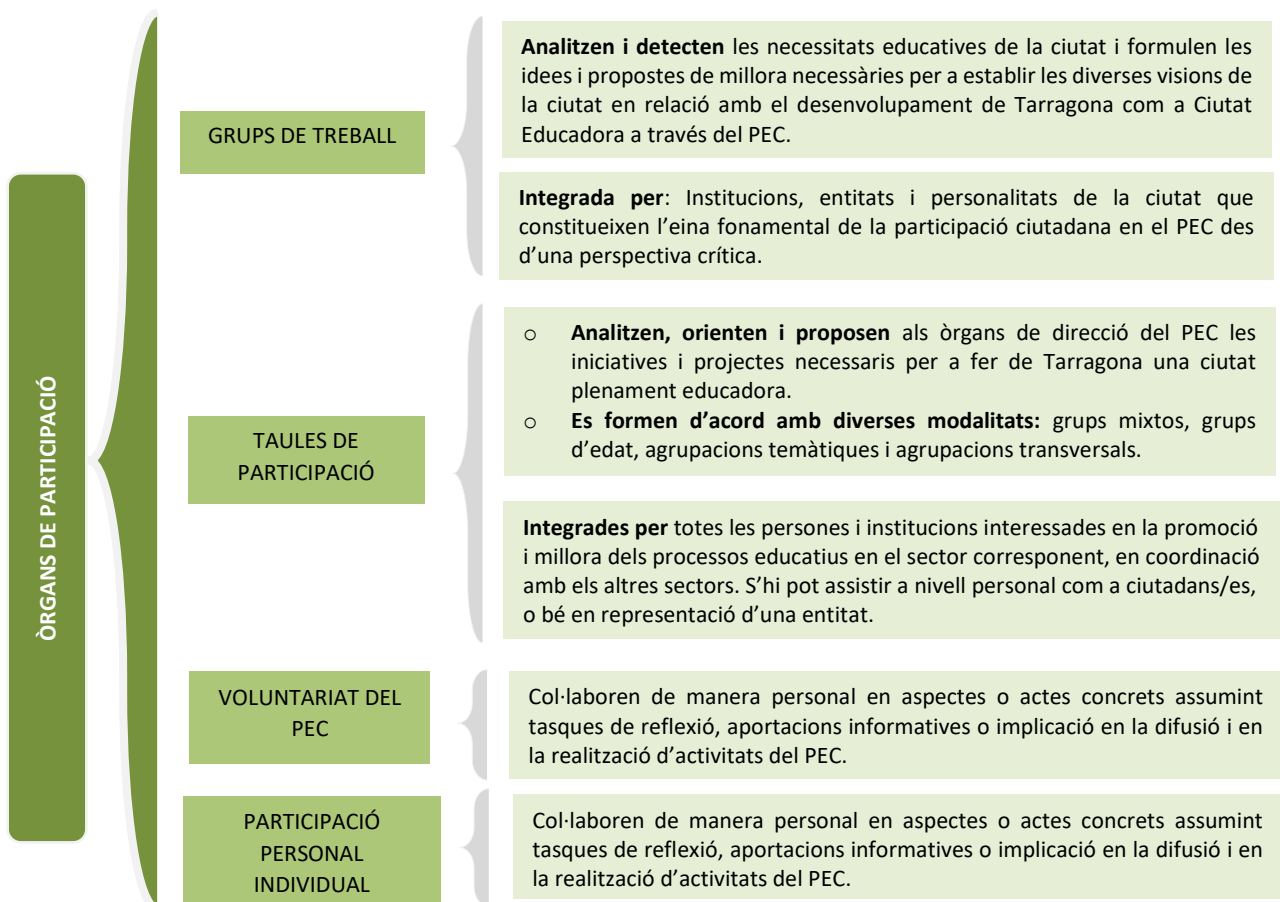 ÒRGANS DE PARTICIPACIÓ
GRUPS DE TREBALL
Analitzen i detecten les necessitats educatives de la ciutat i formulen les
idees i propostes de millora necessàries per a establir les diverses visions de
la ciutat en relació amb el desenvolupament de Tarragona com a Ciutat
Educadora a través del PEC.
Integrada per: Institucions, entitats i personalitats de la ciutat que
constitueixen l’eina fonamental de la participació ciutadana en el PEC des
d’una perspectiva crítica.
TAULES DE
PARTICIPACIÓ
o Analitzen, orienten i proposen als òrgans de direcció del PEC les
iniciatives i projectes necessaris per a fer de Tarragona una ciutat
plenament educadora.
o Es formen d’acord amb diverses modalitats: grups mixtos, grups
d’edat, agrupacions temàtiques i agrupacions transversals.
Integrades per totes les persones i institucions interessades en la promoció
i millora dels processos educatius en el sector corresponent, en coordinació
amb els altres sectors. S’hi pot assistir a nivell personal com a ciutadans/es,
o bé en representació d’una entitat.
VOLUNTARIAT DEL
PEC
Col·laboren de manera personal en aspectes o actes concrets assumint
tasques de reflexió, aportacions informatives o implicació en la difusió i en
la realització d’activitats del PEC.
PARTICIPACIÓ
PERSONAL
INDIVIDUAL
Col·laboren de manera personal en aspectes o actes concrets assumint
tasques de reflexió, aportacions informatives o implicació en la difusió i en
la realització d’activitats del PEC.